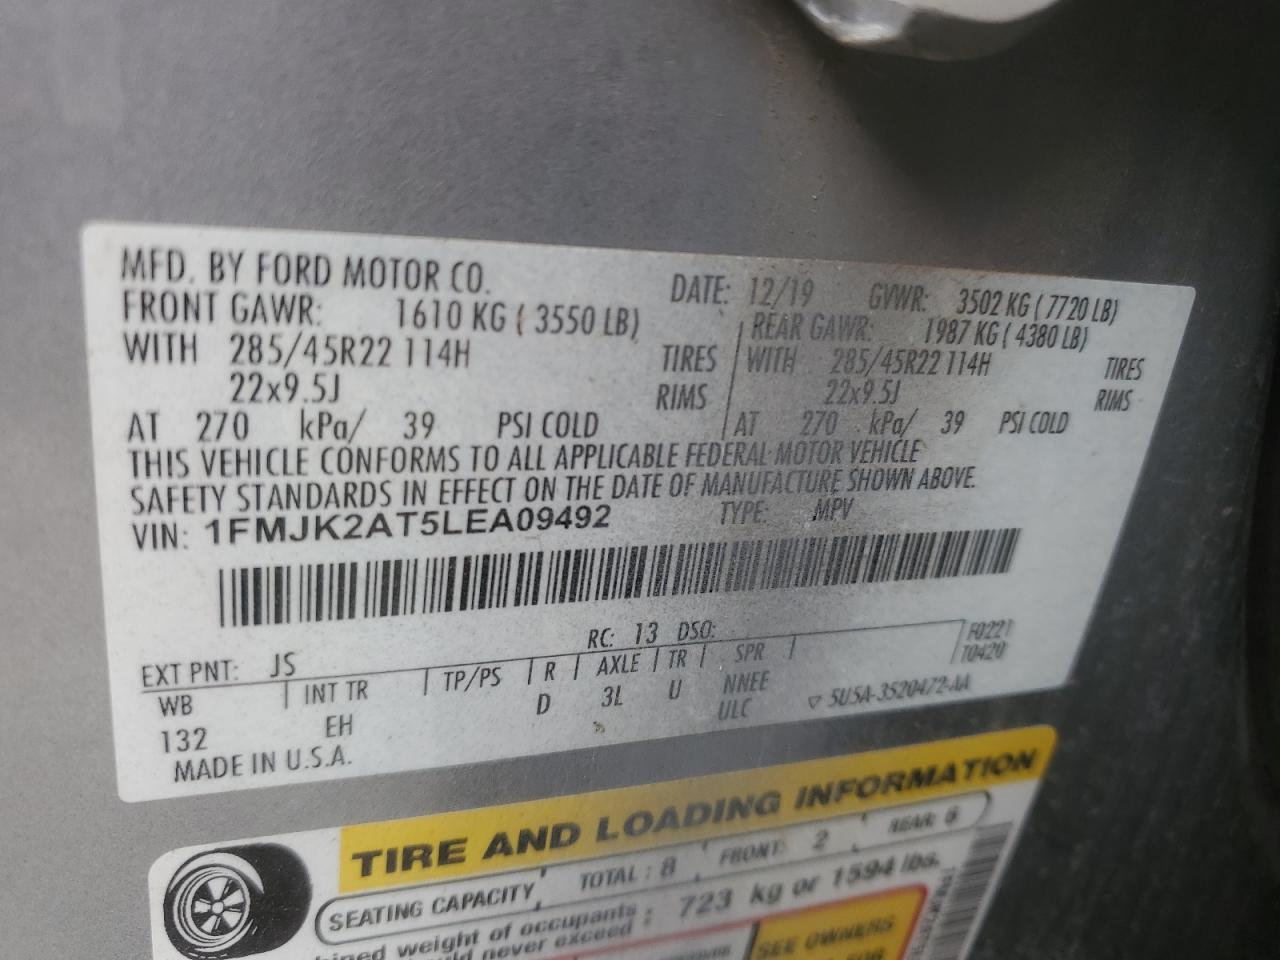 MFD. BY FORD MOTOR CO. DATE: 12/19 GVWR: 3502 KG ( 7720 LB)
FRONT GAWR: 1610 KG ( 3550 LB) REAR GAWR: 1987 KG ( 4380 LB)
WITH 285/45R22 114H TIRES WITH 285/45R22 114H TIRES
22x9.5J RIMS 22x9.5J RIMS
AT 270 kPa/ 39 PSI COLD AT 270 kPa/ 39 PSI COLD
THIS VEHICLE CONFORMS TO ALL APPLICABLE FEDERAL MOTOR VEHICLE
SAFETY STANDARDS IN EFFECT ON THE DATE OF MANUFACTURE SHOWN ABOVE.
VIN: 1FMJK2AT5LEA09492 TYPE: MPV
EXT PNT: JS RC: 13 DSO: F0221
WB INT TR TP/PS R AXLE TR SPR T0420
132 EH D 3L U NNEE
ULC ▽ 5U5A-3520472-AA
MADE IN U.S.A.
TIRE AND LOADING INFORMATION
SEATING CAPACITY TOTAL : 8 FRONT: 2 REAR: 6
weight of occupants : 723 kg or 1594 lbs.
never exceed
SEE OWNERS